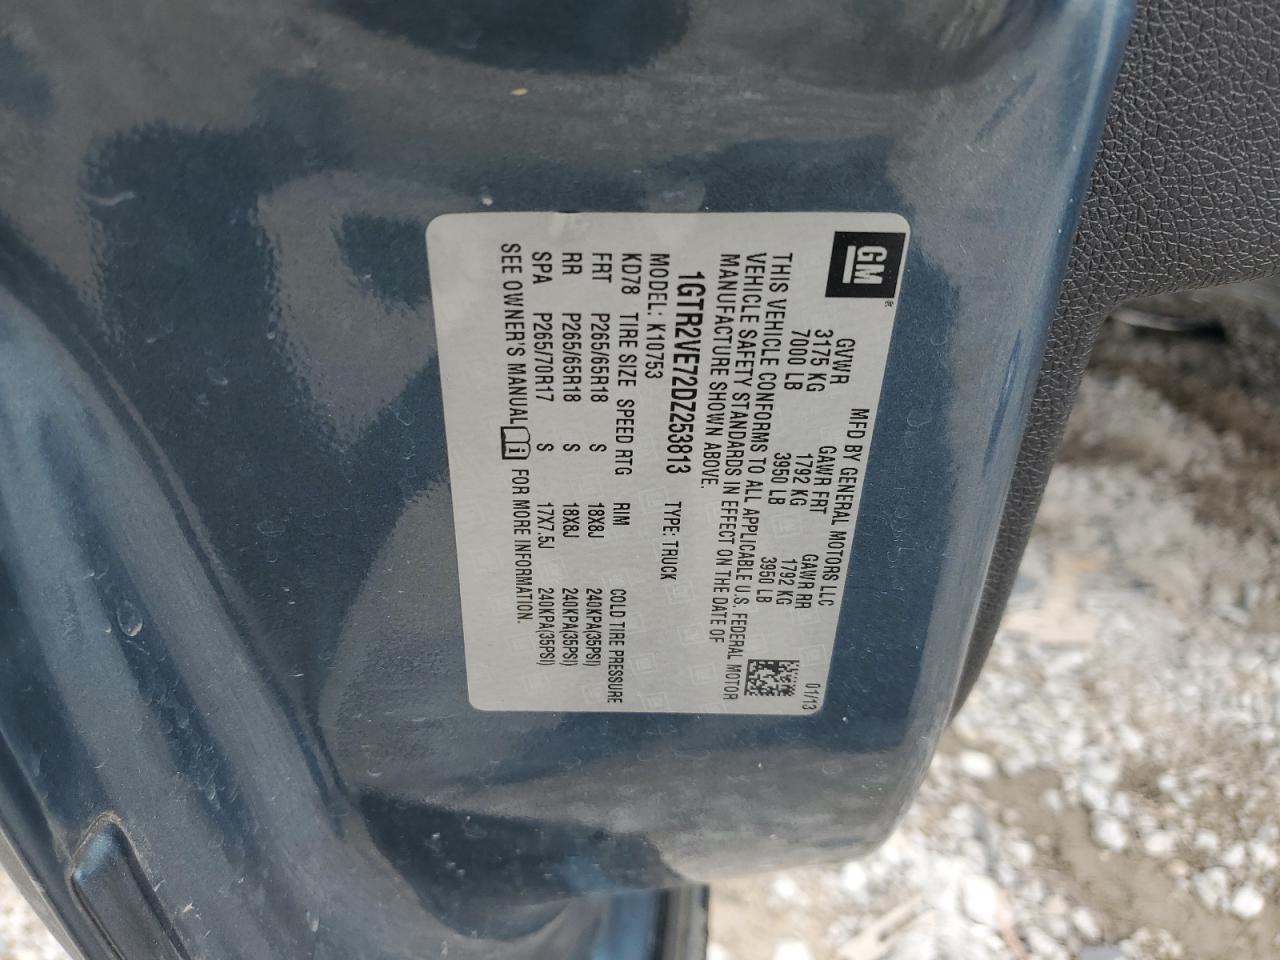 GM
MFD BY GENERAL MOTORS LLC 01/13
GVWR GAWR FRT GAWR RR
3175 KG 1792 KG 1792 KG
7000 LB 3950 LB 3950 LB
THIS VEHICLE CONFORMS TO ALL APPLICABLE U.S. FEDERAL MOTOR
VEHICLE SAFETY STANDARDS IN EFFECT ON THE DATE OF
MANUFACTURE SHOWN ABOVE.
1GTR2VE72DZ253813 TYPE: TRUCK
MODEL: K10753
KD78 TIRE SIZE SPEED RTG RIM COLD TIRE PRESSURE
FRT P265/65R18 S 18X8J 240KPA(35PSI)
RR P265/65R18 S 18X8J 240KPA(35PSI)
SPA P265/70R17 S 17X7.5J 240KPA(35PSI)
SEE OWNER'S MANUAL FOR MORE INFORMATION.